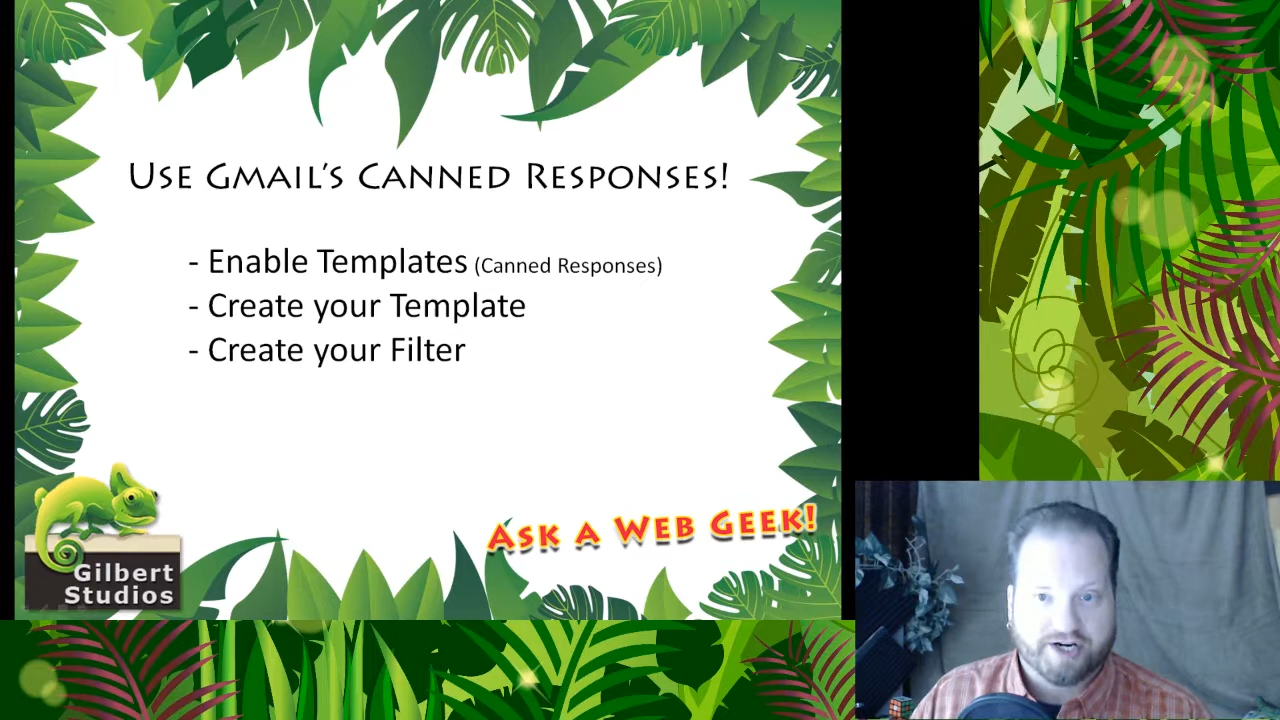 Use Gmail's Canned Responses!
- Enable Templates (Canned Responses)
- Create your Template
- Create your Filter
Ask a Web Geek!
Gilbert
Studios